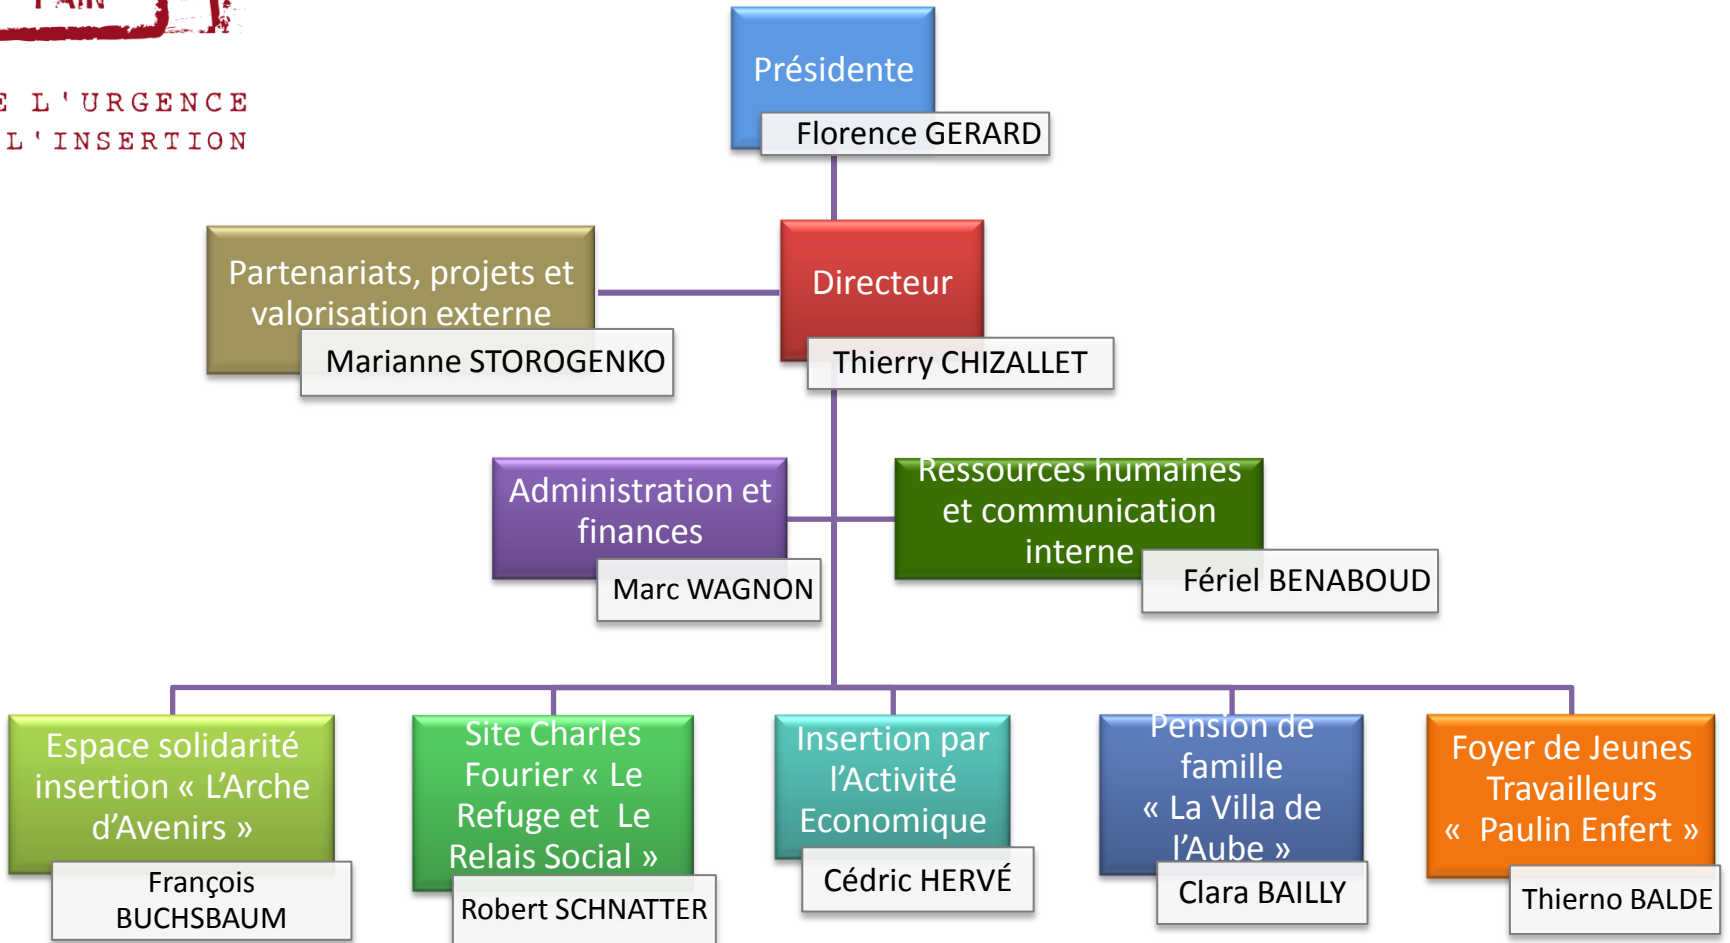 PAIN
E L'URGENCE
L'INSERTION
Présidente
Florence GERARD
Partenariats, projets et
valorisation externe
Marianne STOROGENKO
Directeur
Thierry CHIZALLET
Administration et
finances
Marc WAGNON
Ressources humaines
et communication
interne
Fériel BENABOUD
Espace solidarité
insertion « L’Arche
d’Avenirs »
François
BUCHSBAUM
Site Charles
Fourier « Le
Refuge et  Le
Relais Social »
Robert SCHNATTER
Insertion par
l’Activité
Economique
Cédric HERVÉ
Pension de
famille
« La Villa de
l’Aube »
Clara BAILLY
Foyer de Jeunes
Travailleurs
«  Paulin Enfert »
Thierno BALDE